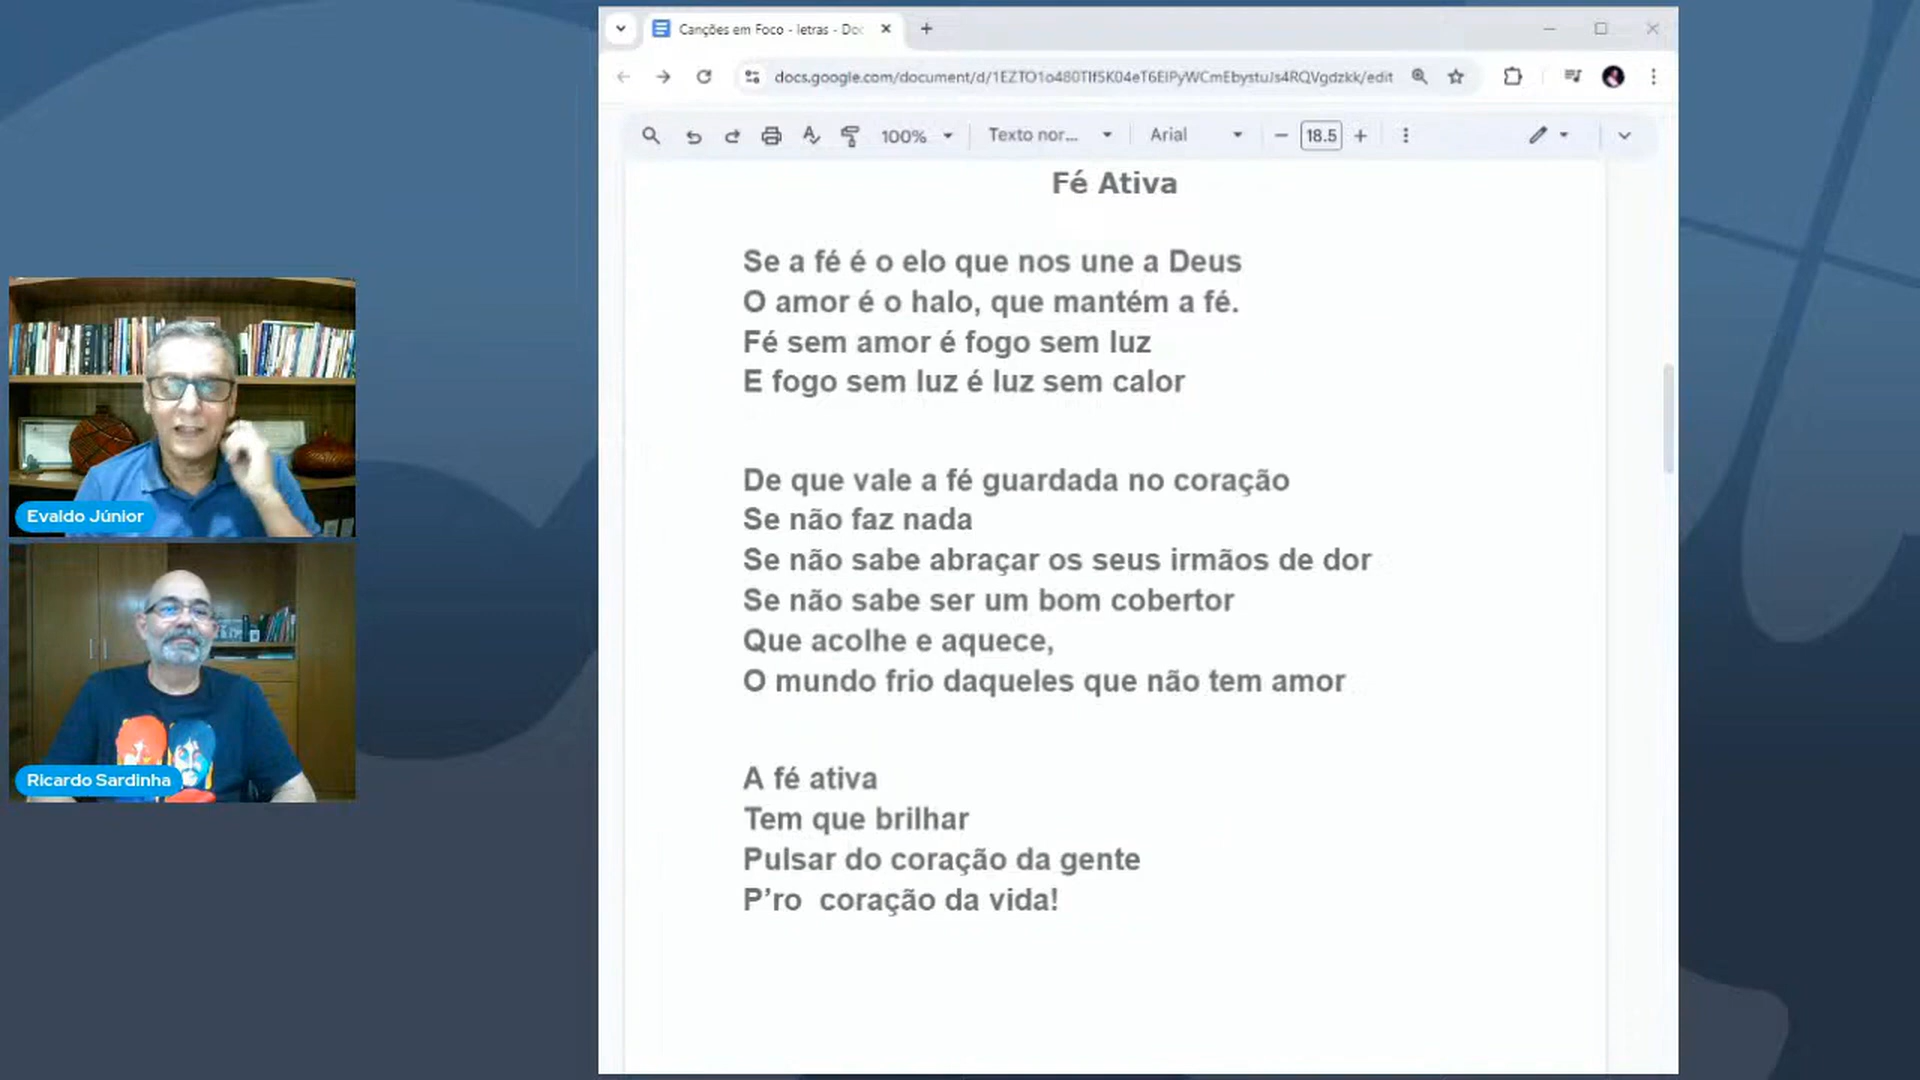 Canções em Foco - letras - Doc
docs.google.com/document/d/
100%
Texto nor...
Arial
18.5
Fé Ativa
Se a fé é o elo que nos une a Deus
O amor é o halo, que mantém a fé.
Fé sem amor é fogo sem luz
E fogo sem luz é luz sem calor
De que vale a fé guardada no coração
Se não faz nada
Se não sabe abraçar os seus irmãos de dor
Se não sabe ser um bom cobertor
Que acolhe e aquece,
O mundo frio daqueles que não tem amor
A fé ativa
Tem que brilhar
Pulsar do coração da gente
P’ro  coração da vida!
Evaldo Júnior
Ricardo Sardinha